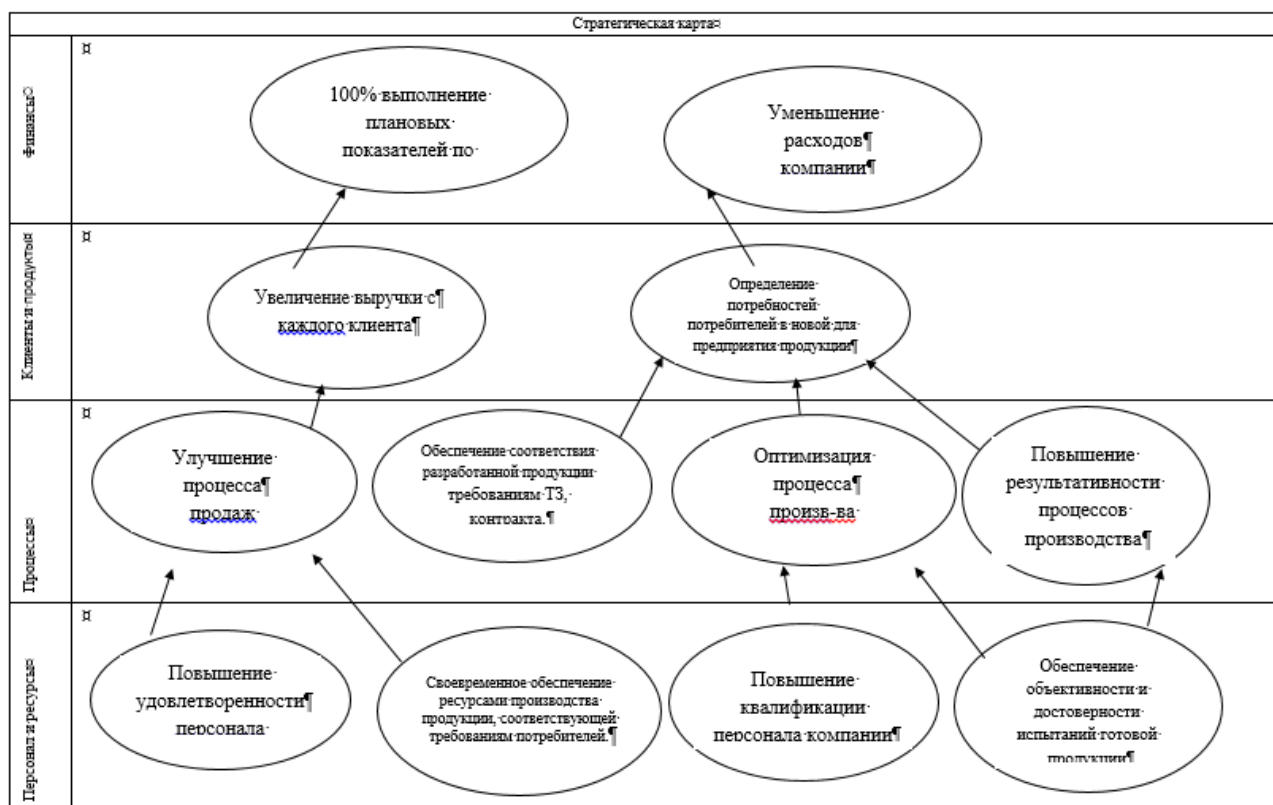 Стратегическая карта
Финансы
100% выполнение
плановых
показателей по
Уменьшение
расходов
компании
Клиенты и продукты
Увеличение выручки с
каждого клиента
Определение
потребностей
потребителей в новой для
предприятия продукции
Процессы
Улучшение
процесса
продаж
Обеспечение соответствия
разработанной продукции
требованиям ТЗ,
контракта.
Оптимизация
процесса
произв-ва
Повышение
результативности
процессов
производства
Персонал и ресурсы
Повышение
удовлетворенности
персонала
Своевременное обеспечение
ресурсами производства
продукции, соответствующей
требованиям потребителей.
Повышение
квалификации
персонала компании
Обеспечение
объективности и
достоверности
испытаний готовой
продукции